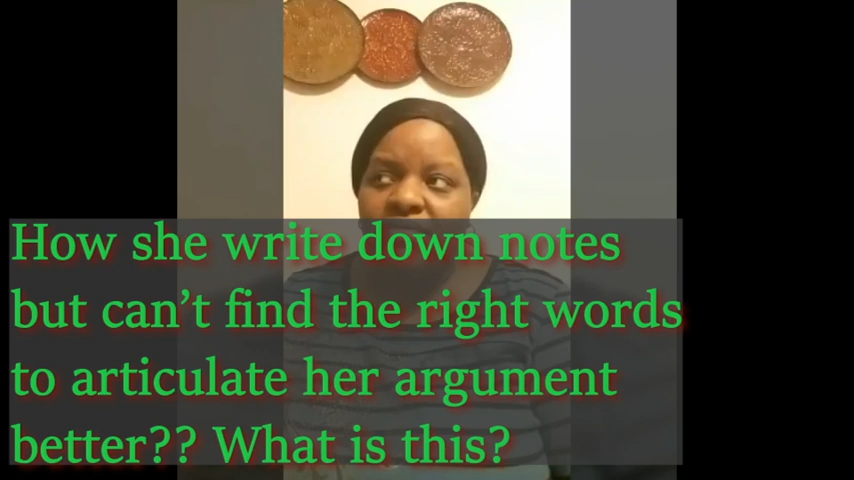 How she write down notes
but can’t find the right words
to articulate her argument
better?? What is this?